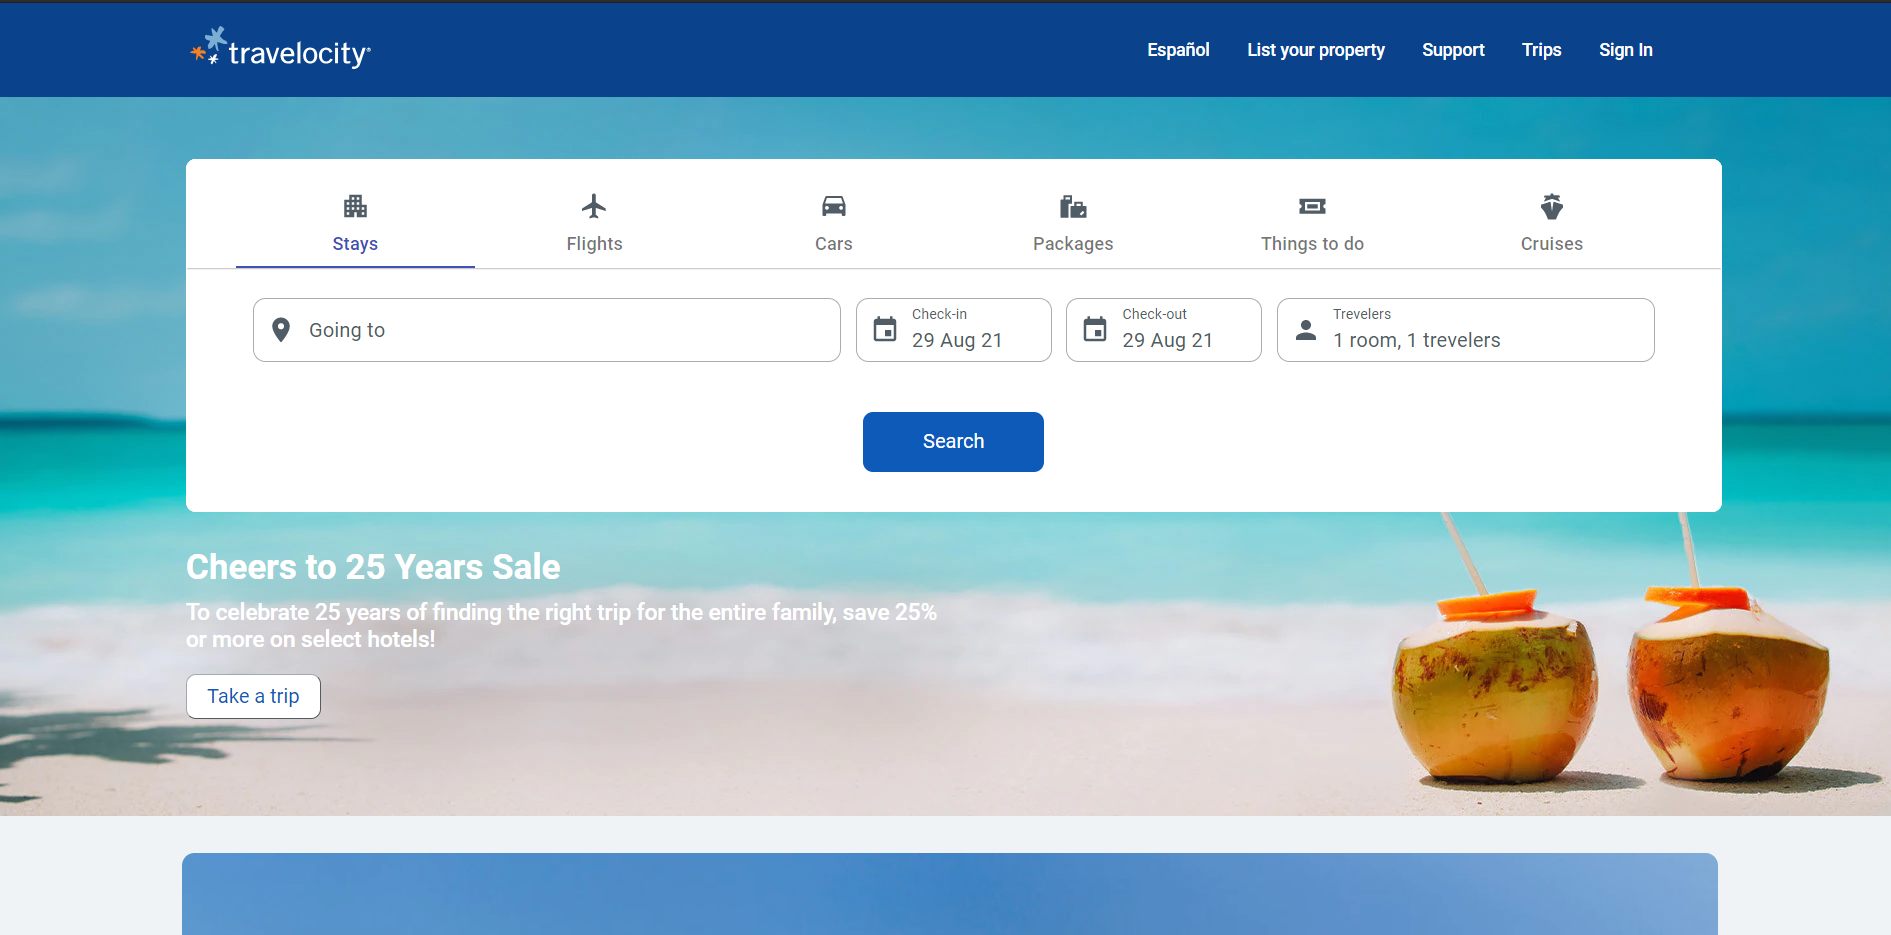 travelocity
Español
List your property
Support
Trips
Sign In
Stays
Flights
Cars
Packages
Things to do
Cruises
Going to
Check-in
29 Aug 21
Check-out
29 Aug 21
Trevelers
1 room, 1 trevelers
Search
Cheers to 25 Years Sale
To celebrate 25 years of finding the right trip for the entire family, save 25%
or more on select hotels!
Take a trip